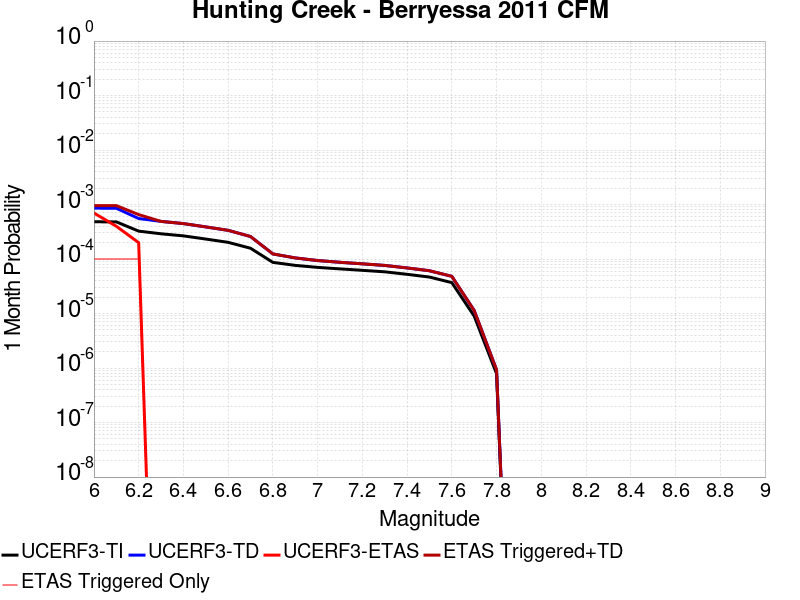 Hunting Creek - Berryessa 2011 CFM
10^0
10^-1
10^-2
10^-3
10^-4
10^-5
10^-6
10^-7
10^-8
1 Month Probability
6 6.2 6.4 6.6 6.8 7 7.2 7.4 7.6 7.8 8 8.2 8.4 8.6 8.8 9
Magnitude
UCERF3-TI UCERF3-TD UCERF3-ETAS ETAS Triggered+TD
ETAS Triggered Only